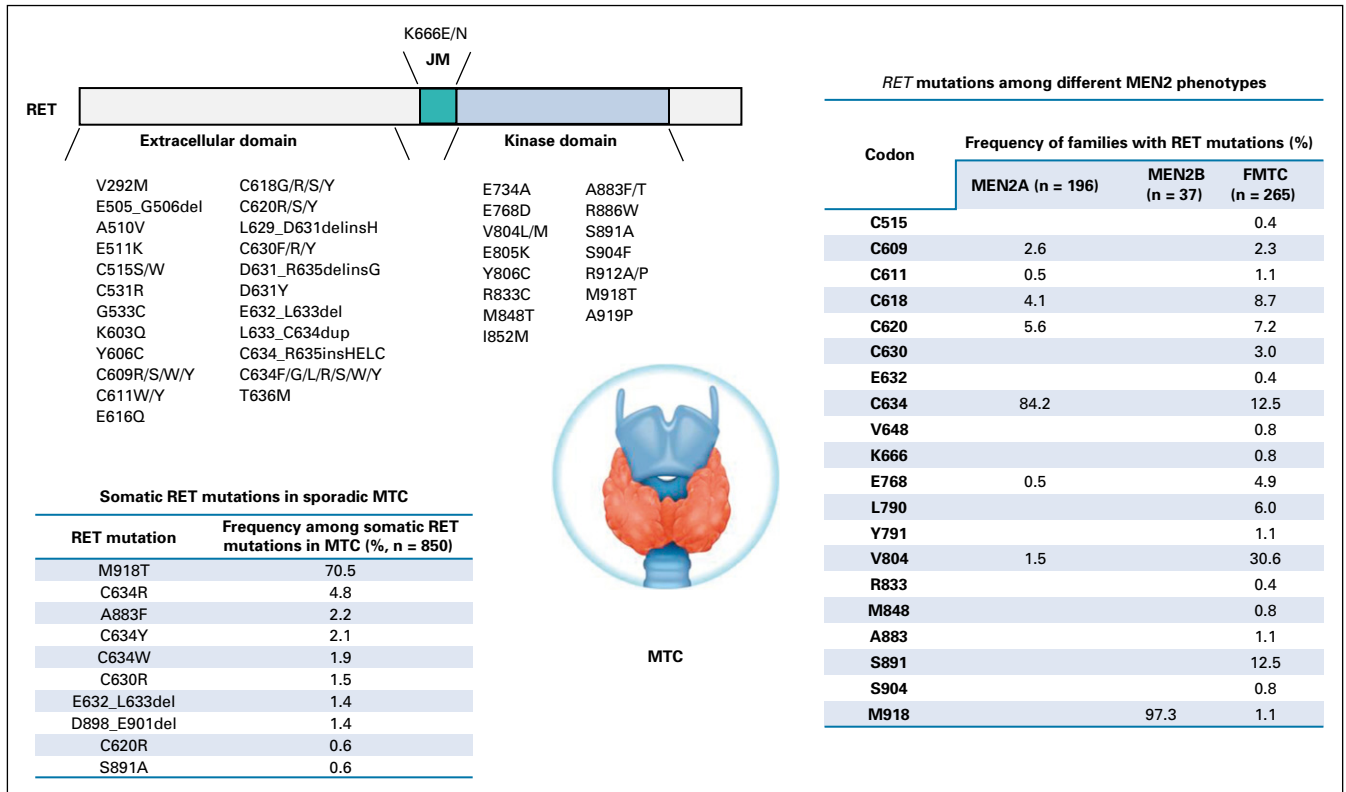 K666E/N
JM
RET
Extracellular domain
Kinase domain
V292M C618G/R/S/Y
E505_G506del C620R/S/Y
A510V L629_D631delinsH
E511K C630F/R/Y
C515S/W D631_R635delinsG
C531R D631Y
G533C E632_L633del
K603Q L633_C634dup
Y606C C634_R635insHELC
C609R/S/W/Y C634F/G/L/R/S/W/Y
C611W/Y T636M
E616Q
E734A A883F/T
E768D R886W
V804L/M S891A
E805K S904F
Y806C R912A/P
R833C M918T
M848T A919P
I852M
Somatic RET mutations in sporadic MTC
RET mutation Frequency among somatic RET
mutations in MTC (%, n = 850)
M918T 70.5
C634R 4.8
A883F 2.2
C634Y 2.1
C634W 1.9
C630R 1.5
E632_L633del 1.4
D898_E901del 1.4
C620R 0.6
S891A 0.6
MTC
RET mutations among different MEN2 phenotypes
Codon Frequency of families with RET mutations (%)
MEN2A (n = 196) MEN2B (n = 37) FMTC (n = 265)
C515 0.4
C609 2.6 2.3
C611 0.5 1.1
C618 4.1 8.7
C620 5.6 7.2
C630 3.0
E632 0.4
C634 84.2 12.5
V648 0.8
K666 0.8
E768 0.5 4.9
L790 6.0
Y791 1.1
V804 1.5 30.6
R833 0.4
M848 0.8
A883 1.1
S891 12.5
S904 0.8
M918 97.3 1.1